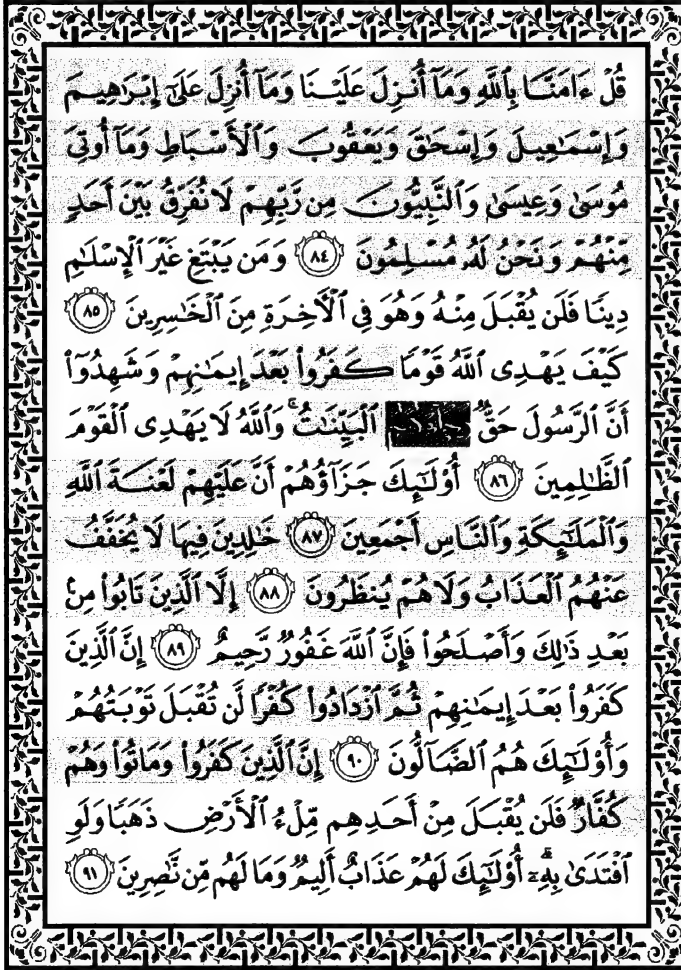 قُلْ ءَامَنَّا بِٱللَّهِ وَمَآ أُنزِلَ عَلَيْنَا وَمَآ أُنزِلَ عَلَىٰٓ إِبْرَٰهِيمَ
وَإِسْمَٰعِيلَ وَإِسْحَٰقَ وَيَعْقُوبَ وَٱلْأَسْبَاطِ وَمَآ أُوتِىَ
مُوسَىٰ وَعِيسَىٰ وَٱلنَّبِيُّونَ مِن رَّبِّهِمْ لَا نُفَرِّقُ بَيْنَ أَحَدٍ
مِّنْهُمْ وَنَحْنُ لَهُۥ مُسْلِمُونَ ٨٤ وَمَن يَبْتَغِ غَيْرَ ٱلْإِسْلَٰمِ
دِينًا فَلَن يُقْبَلَ مِنْهُ وَهُوَ فِى ٱلْأَخِرَةِ مِنَ ٱلْخَٰسِرِينَ ٨٥
كَيْفَ يَهْدِى ٱللَّهُ قَوْمًا كَفَرُوا۟ بَعْدَ إِيمَٰنِهِمْ وَشَهِدُوٓا۟
أَنَّ ٱلرَّسُولَ حَقٌّ ٱلْبَيِّنَٰتُ ۚ وَٱللَّهُ لَا يَهْدِى ٱلْقَوْمَ
ٱلظَّٰلِمِينَ ٨٦ أُو۟لَٰٓئِكَ جَزَآؤُهُمْ أَنَّ عَلَيْهِمْ لَعْنَةَ ٱللَّهِ
وَٱلْمَلَٰٓئِكَةِ وَٱلنَّاسِ أَجْمَعِينَ ٨٧ خَٰلِدِينَ فِيهَا لَا يُخَفَّفُ
عَنْهُمُ ٱلْعَذَابُ وَلَا هُمْ يُنظَرُونَ ٨٨ إِلَّا ٱلَّذِينَ تَابُوا۟ مِنۢ
بَعْدِ ذَٰلِكَ وَأَصْلَحُوا۟ فَإِنَّ ٱللَّهَ غَفُورٌ رَّحِيمٌ ٨٩ إِنَّ ٱلَّذِينَ
كَفَرُوا۟ بَعْدَ إِيمَٰنِهِمْ ثُمَّ ٱزْدَادُوا۟ كُفْرًا لَّن تُقْبَلَ تَوْبَتُهُمْ
وَأُو۟لَٰٓئِكَ هُمُ ٱلضَّآلُّونَ ٩٠ إِنَّ ٱلَّذِينَ كَفَرُوا۟ وَمَاتُوا۟ وَهُمْ
كُفَّارٌ فَلَن يُقْبَلَ مِنْ أَحَدِهِم مِّلْءُ ٱلْأَرْضِ ذَهَبًا وَلَوِ
ٱفْتَدَىٰ بِهِۦٓ ۗ أُو۟لَٰٓئِكَ لَهُمْ عَذَابٌ أَلِيمٌ وَمَا لَهُم مِّن نَّٰصِرِينَ ٩١